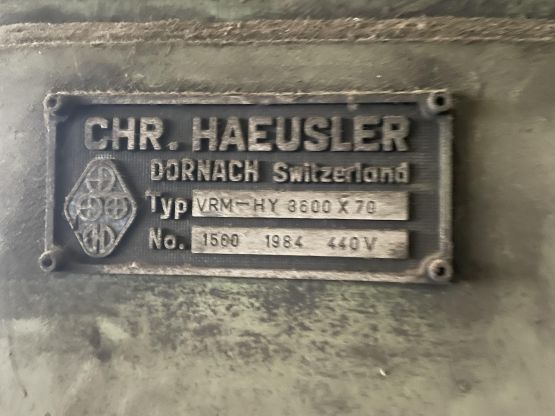 CHR. HAEUSLER
DORNACH Switzerland
Typ VRM-HY 3600 X 70
No. 1560 1984 440V